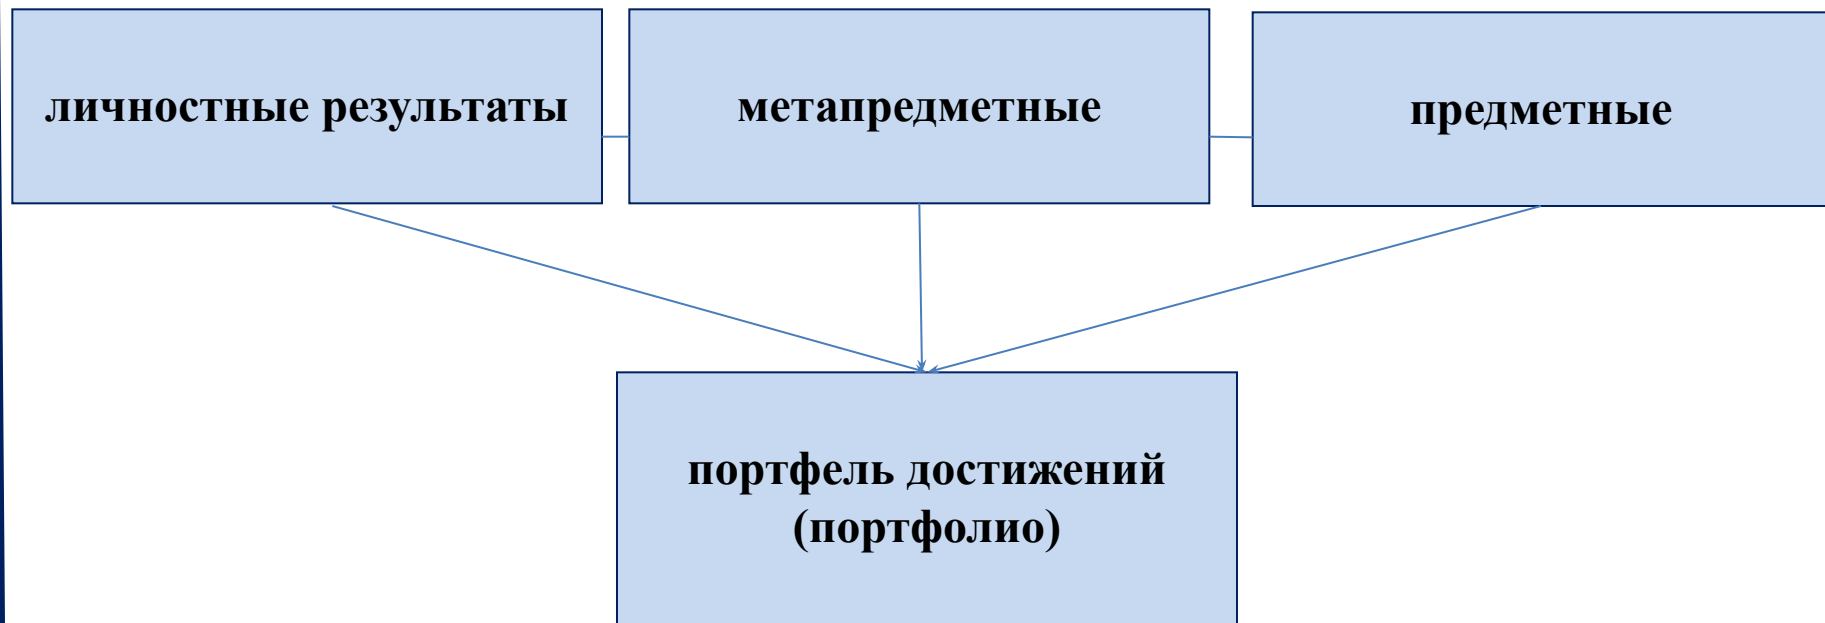 личностные результаты
метапредметные
предметные
портфель достижений
(портфолио)